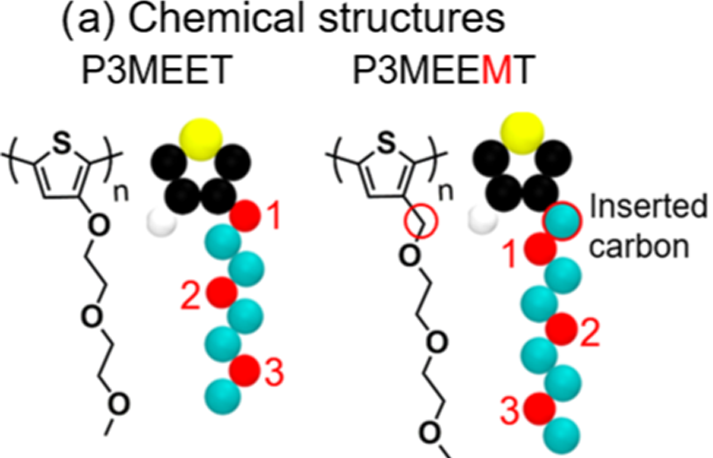 (a) Chemical structures
P3MEET P3MEEMT
S S
n n
O 1
Inserted
carbon
1
O
2
O O 2
3
O 3
O